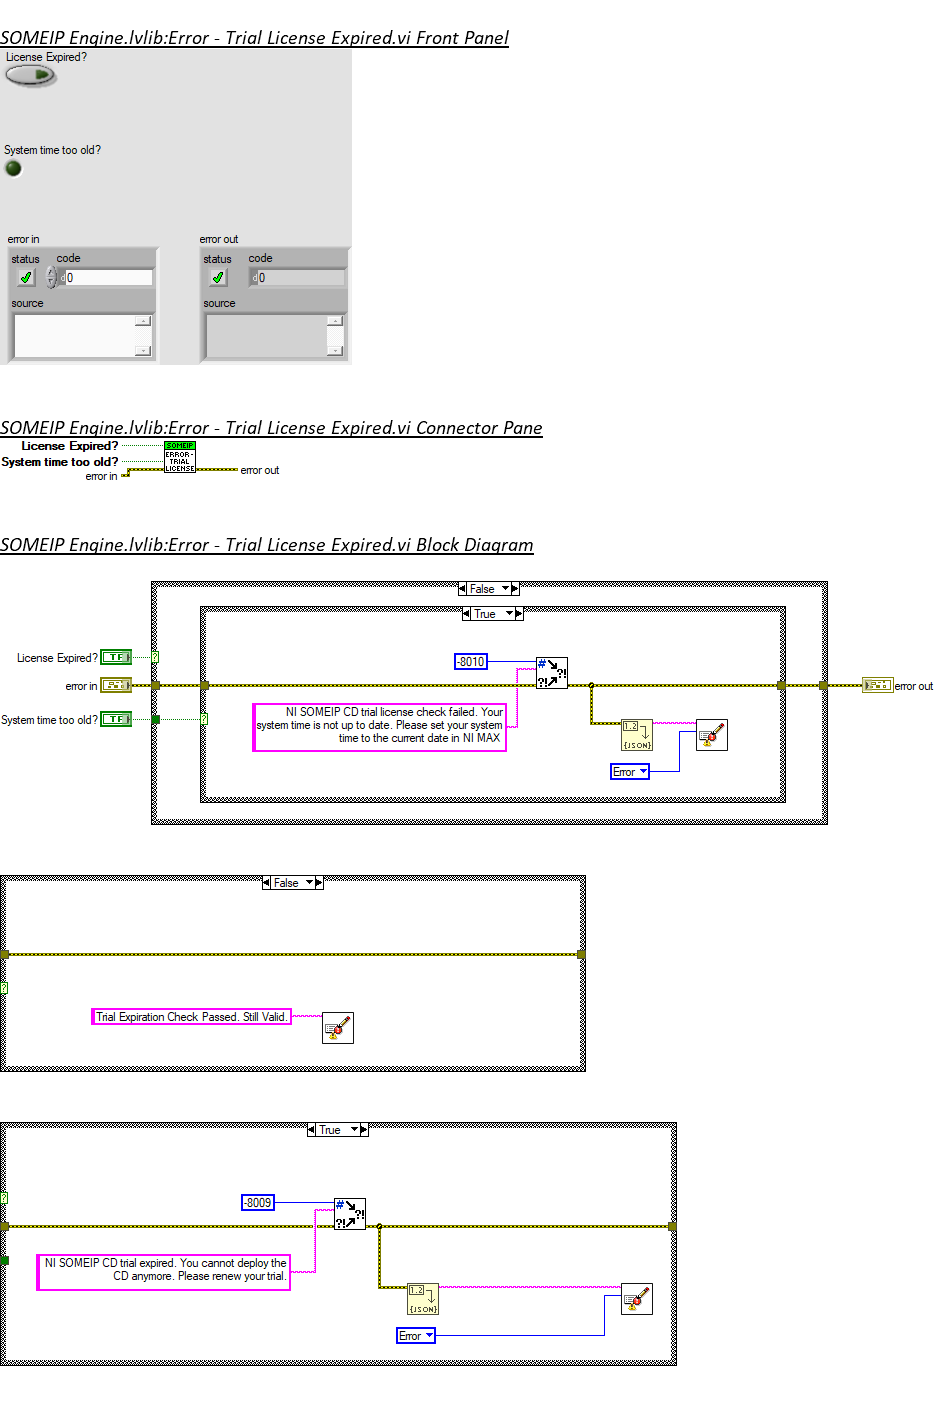 SOMEIP Engine.lvlib:Error - Trial License Expired.vi Front Panel
License Expired?
System time too old?
error in
error out
status code
status code
d 0
d 0
source
source
SOMEIP Engine.lvlib:Error - Trial License Expired.vi Connector Pane
License Expired?
System time too old?
error in
SOMEIP
ERROR-
TRIAL
LICENSE
error out
SOMEIP Engine.lvlib:Error - Trial License Expired.vi Block Diagram
False
True
License Expired? TF
?
-8010
#
?!
?!
error in
error out
System time too old? TF
?
NI SOMEIP CD trial license check failed. Your
system time is not up to date. Please set your system
time to the current date in NI MAX
1.2
{JSON}
Error
False
?
Trial Expiration Check Passed. Still Valid.
True
?
-8009
#
?!
?!
NI SOMEIP CD trial expired. You cannot deploy the
CD anymore. Please renew your trial.
1.2
{JSON}
Error